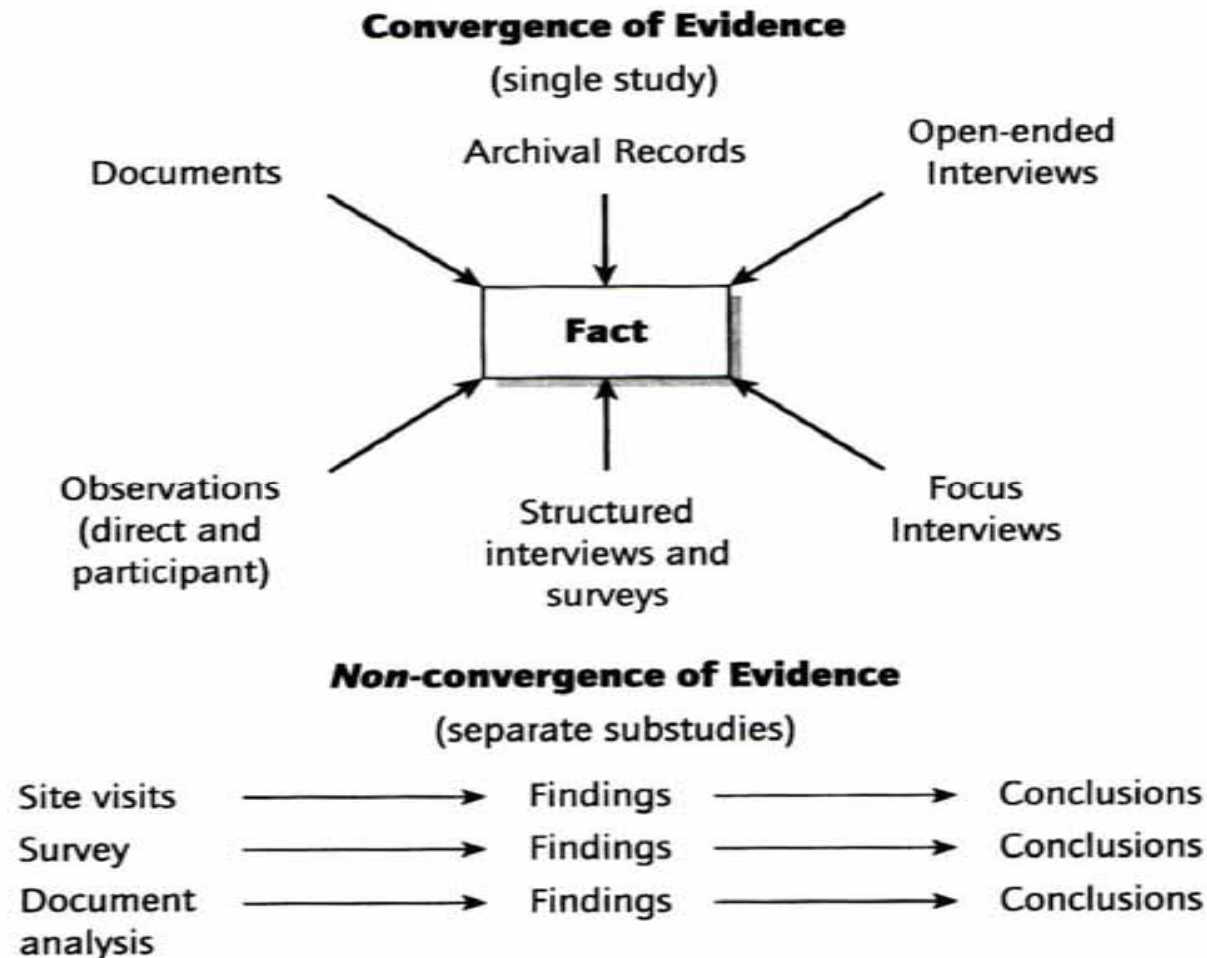 Convergence of Evidence
(single study)
Documents
Archival Records
Open-ended
Interviews
Fact
Observations
(direct and
participant)
Structured
interviews and
surveys
Focus
Interviews
Non-convergence of Evidence
(separate substudies)
Site visits Findings Conclusions
Survey Findings Conclusions
Document Findings Conclusions
analysis